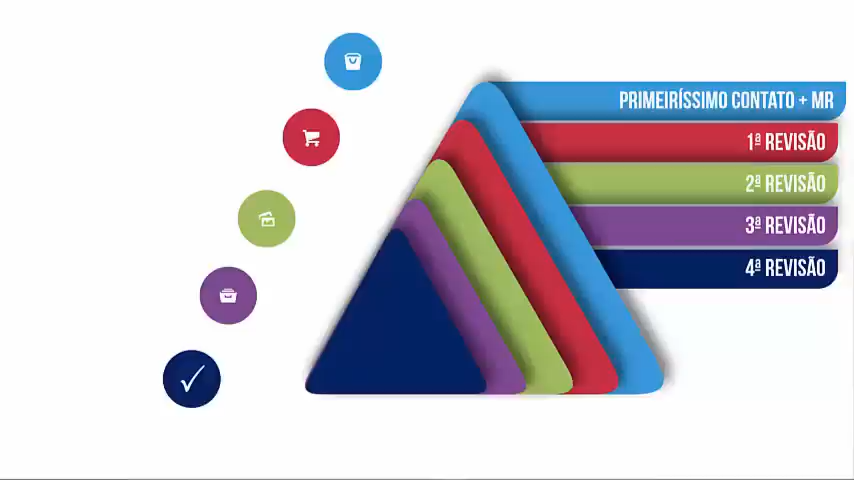 PRIMEIRÍSSIMO CONTATO + MR
1ª REVISÃO
2ª REVISÃO
3ª REVISÃO
4ª REVISÃO